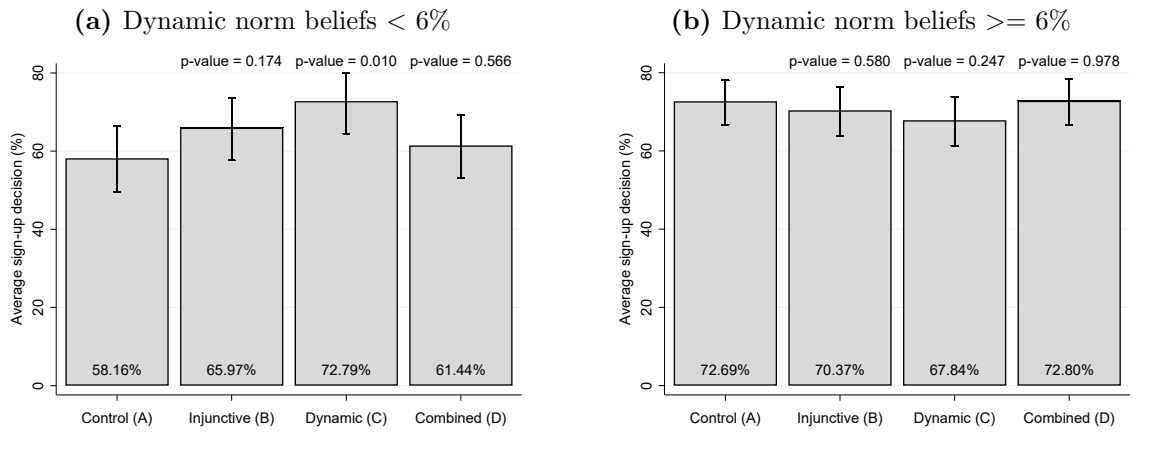 (a) Dynamic norm beliefs < 6%
p-value = 0.174 p-value = 0.010 p-value = 0.566
Average sign-up decision (%)
80
60
40
20
0
58.16% 65.97% 72.79% 61.44%
Control (A) Injunctive (B) Dynamic (C) Combined (D)
(b) Dynamic norm beliefs >= 6%
p-value = 0.580 p-value = 0.247 p-value = 0.978
Average sign-up decision (%)
80
60
40
20
0
72.69% 70.37% 67.84% 72.80%
Control (A) Injunctive (B) Dynamic (C) Combined (D)